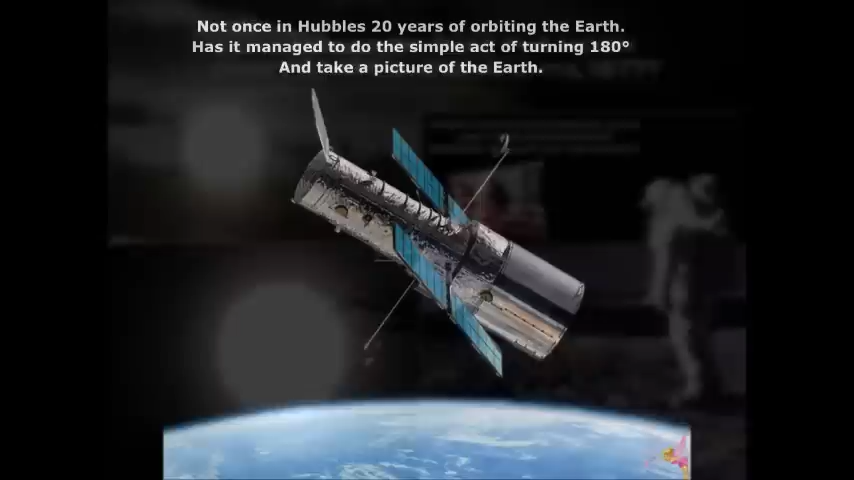 Not once in Hubbles 20 years of orbiting the Earth.
Has it managed to do the simple act of turning 180°
And take a picture of the Earth.